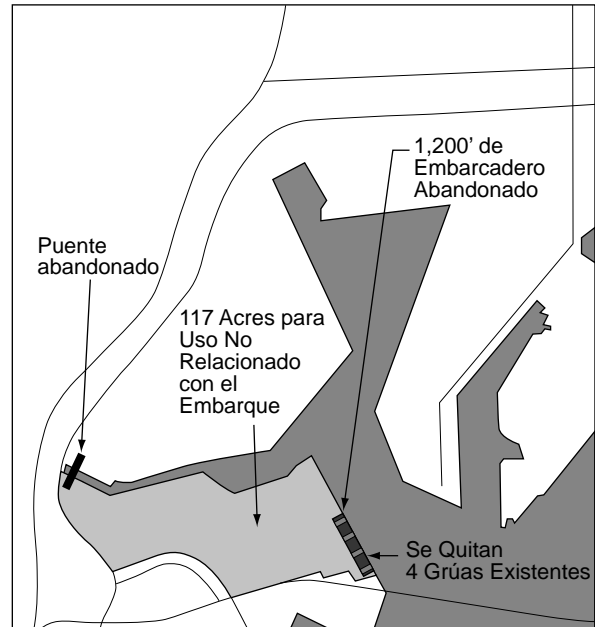 1,200’ de
Embarcadero
Abandonado
Puente
abandonado
117 Acres para
Uso No
Relacionado
con el
Embarque
Se Quitan
4 Grúas Existentes